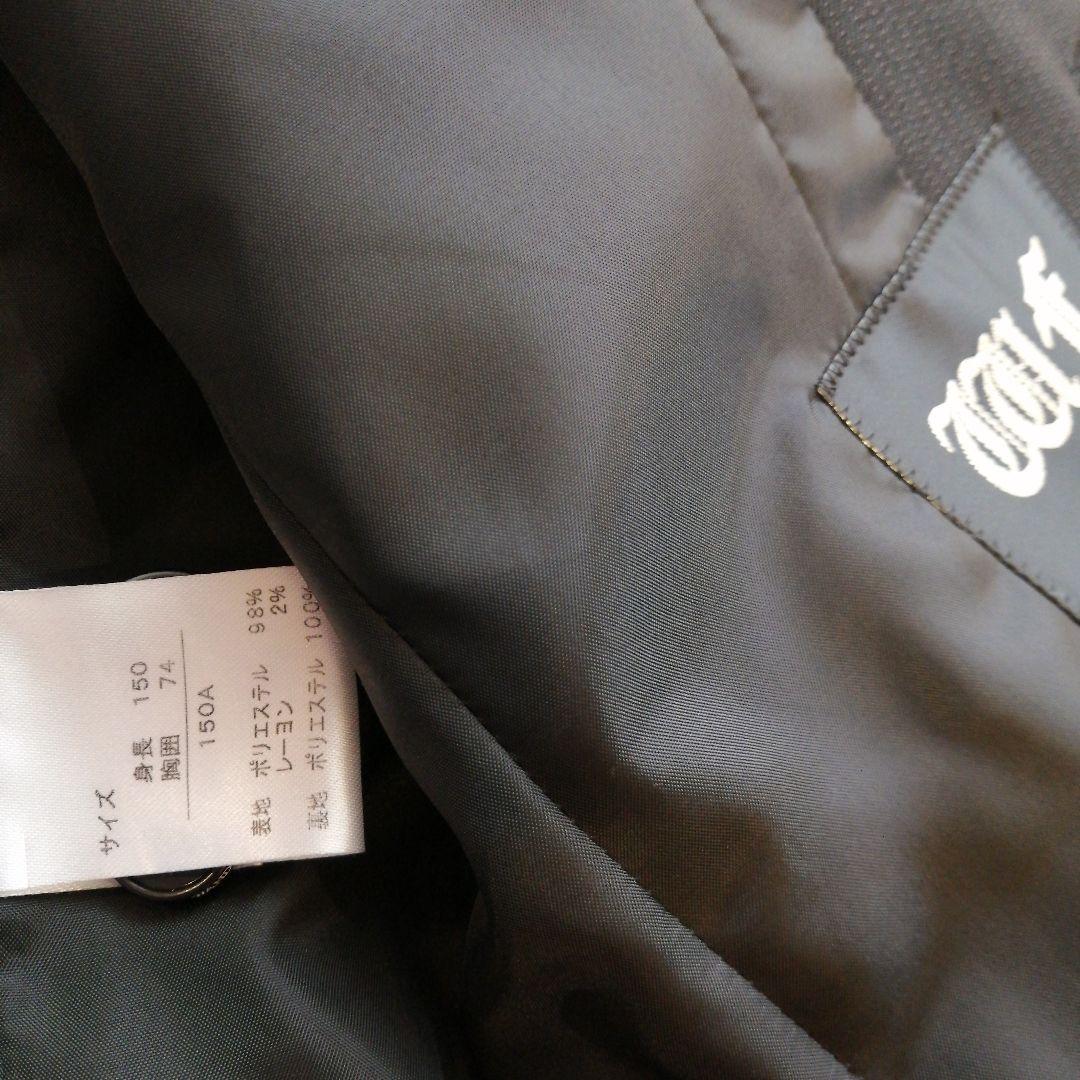 サイズ
身長 150
胸囲 74
150A
表地 ポリエステル 98%
レーヨン 2%
裏地 ポリエステル 100%